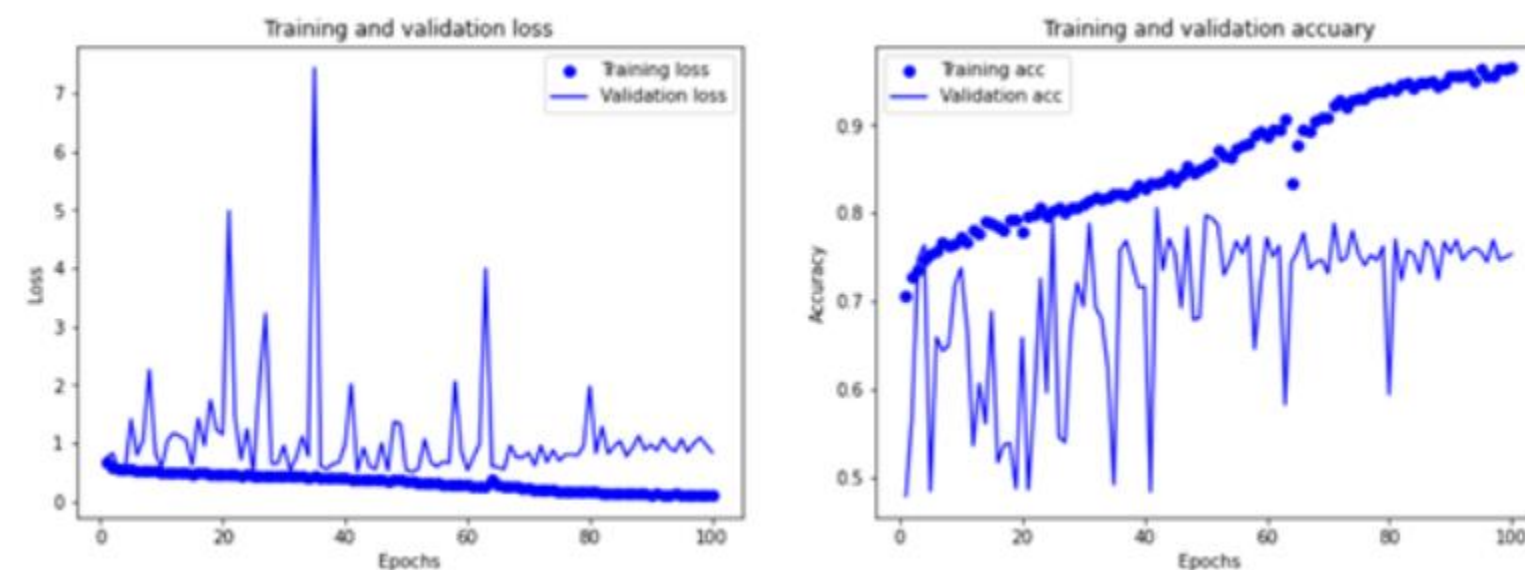 Training and validation loss
Training loss
Validation loss
7
6
5
4
3
2
1
0
Loss
0 20 40 60 80 100
Epochs
Training and validation accuary
Training acc
Validation acc
0.9
0.8
0.7
0.6
0.5
Accuracy
0 20 40 60 80 100
Epochs